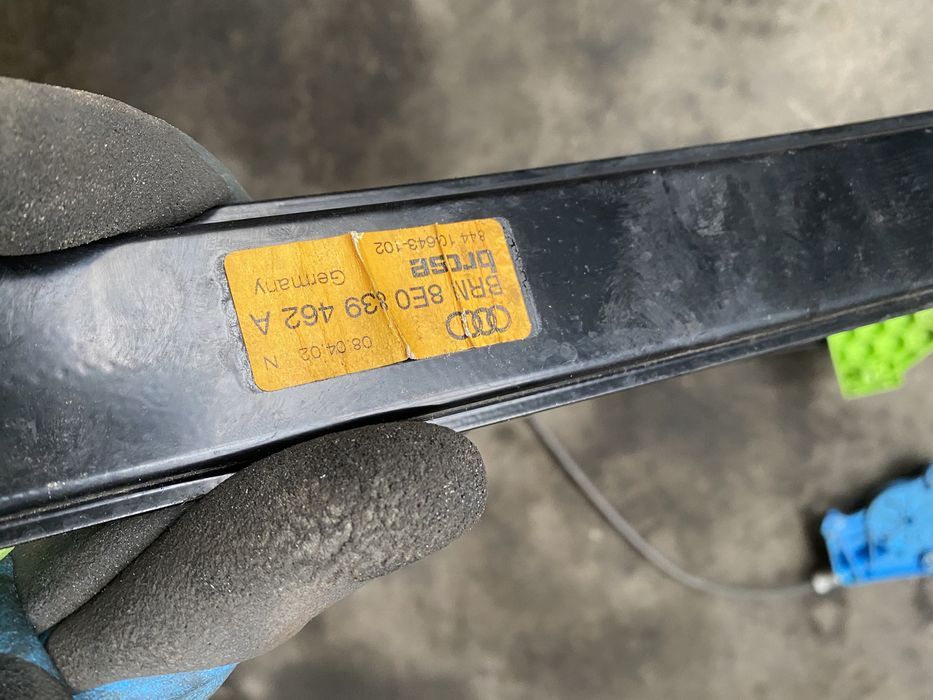 08.04.02 N
BRN 8E0 839 462 A
brose Germany
844 10643-102